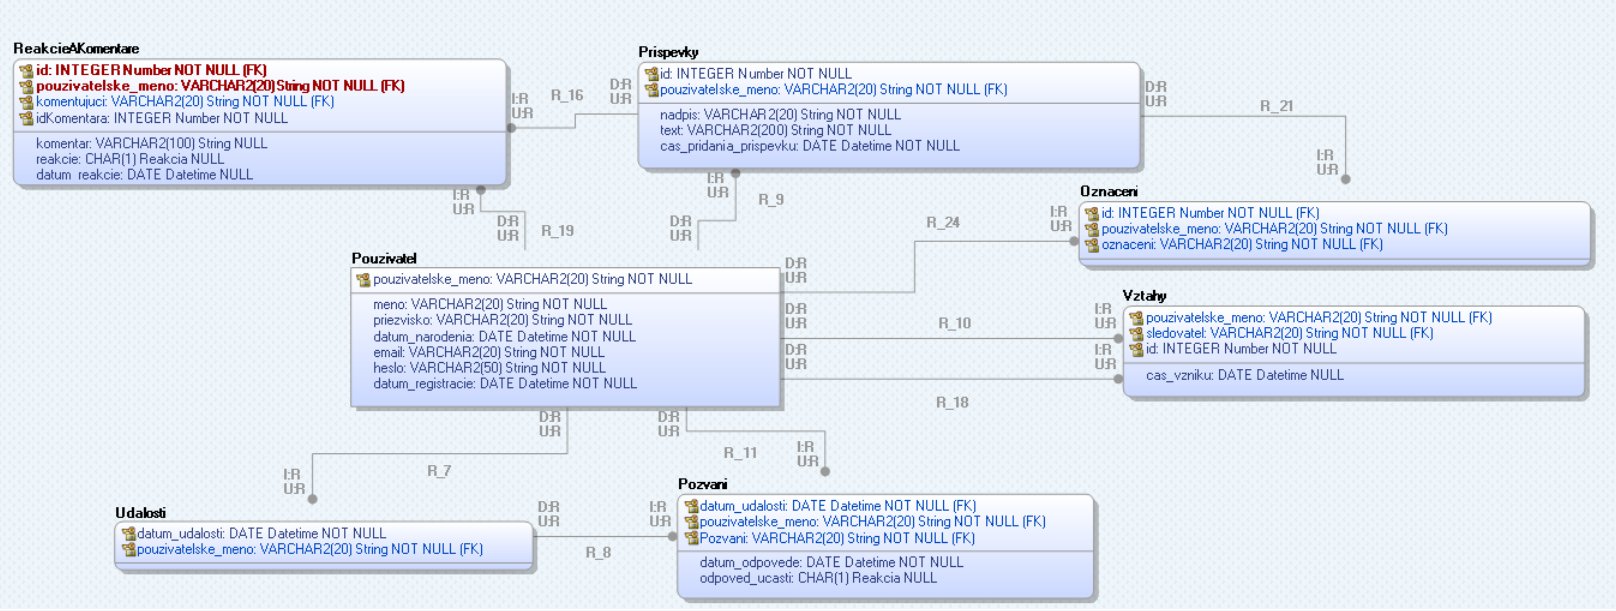 ReakcieAKomentare
id: INTEGER Number NOT NULL (FK)
pouzivatelske_meno: VARCHAR2(20) String NOT NULL (FK)
komentujuci: VARCHAR2(20) String NOT NULL (FK)
idKomentara: INTEGER Number NOT NULL
komentar: VARCHAR2(100) String NULL
reakcie: CHAR(1) Reakcia NULL
datum_reakcie: DATE Datetime NULL
I:R
U:R
R_16
D:R
U:R
Prispevky
id: INTEGER Number NOT NULL
pouzivatelske_meno: VARCHAR2(20) String NOT NULL (FK)
nadpis: VARCHAR2(20) String NOT NULL
text: VARCHAR2(200) String NOT NULL
cas_pridania_prispevku: DATE Datetime NOT NULL
D:R
U:R
R_21
I:R
U:R
I:R
U:R
D:R
U:R
R_19
I:R
U:R
R_9
D:R
U:R
Oznaceni
id: INTEGER Number NOT NULL (FK)
pouzivatelske_meno: VARCHAR2(20) String NOT NULL (FK)
oznaceni: VARCHAR2(20) String NOT NULL (FK)
R_24
I:R
U:R
Pouzivatel
pouzivatelske_meno: VARCHAR2(20) String NOT NULL
meno: VARCHAR2(20) String NOT NULL
priezvisko: VARCHAR2(20) String NOT NULL
datum_narodenia: DATE Datetime NOT NULL
email: VARCHAR2(20) String NOT NULL
heslo: VARCHAR2(50) String NOT NULL
datum_registracie: DATE Datetime NOT NULL
D:R
U:R
D:R
U:R
R_10
I:R
U:R
D:R
U:R
I:R
U:R
R_18
Vztahy
pouzivatelske_meno: VARCHAR2(20) String NOT NULL (FK)
sledovatel: VARCHAR2(20) String NOT NULL (FK)
id: INTEGER Number NOT NULL
cas_vzniku: DATE Datetime NULL
D:R
U:R
D:R
U:R
R_7
I:R
U:R
R_11
I:R
U:R
Udalosti
datum_udalosti: DATE Datetime NOT NULL
pouzivatelske_meno: VARCHAR2(20) String NOT NULL (FK)
D:R
U:R
R_8
I:R
U:R
Pozvani
datum_udalosti: DATE Datetime NOT NULL (FK)
pouzivatelske_meno: VARCHAR2(20) String NOT NULL (FK)
Pozvani: VARCHAR2(20) String NOT NULL (FK)
datum_odpovede: DATE Datetime NOT NULL
odpoved_ucasti: CHAR(1) Reakcia NULL